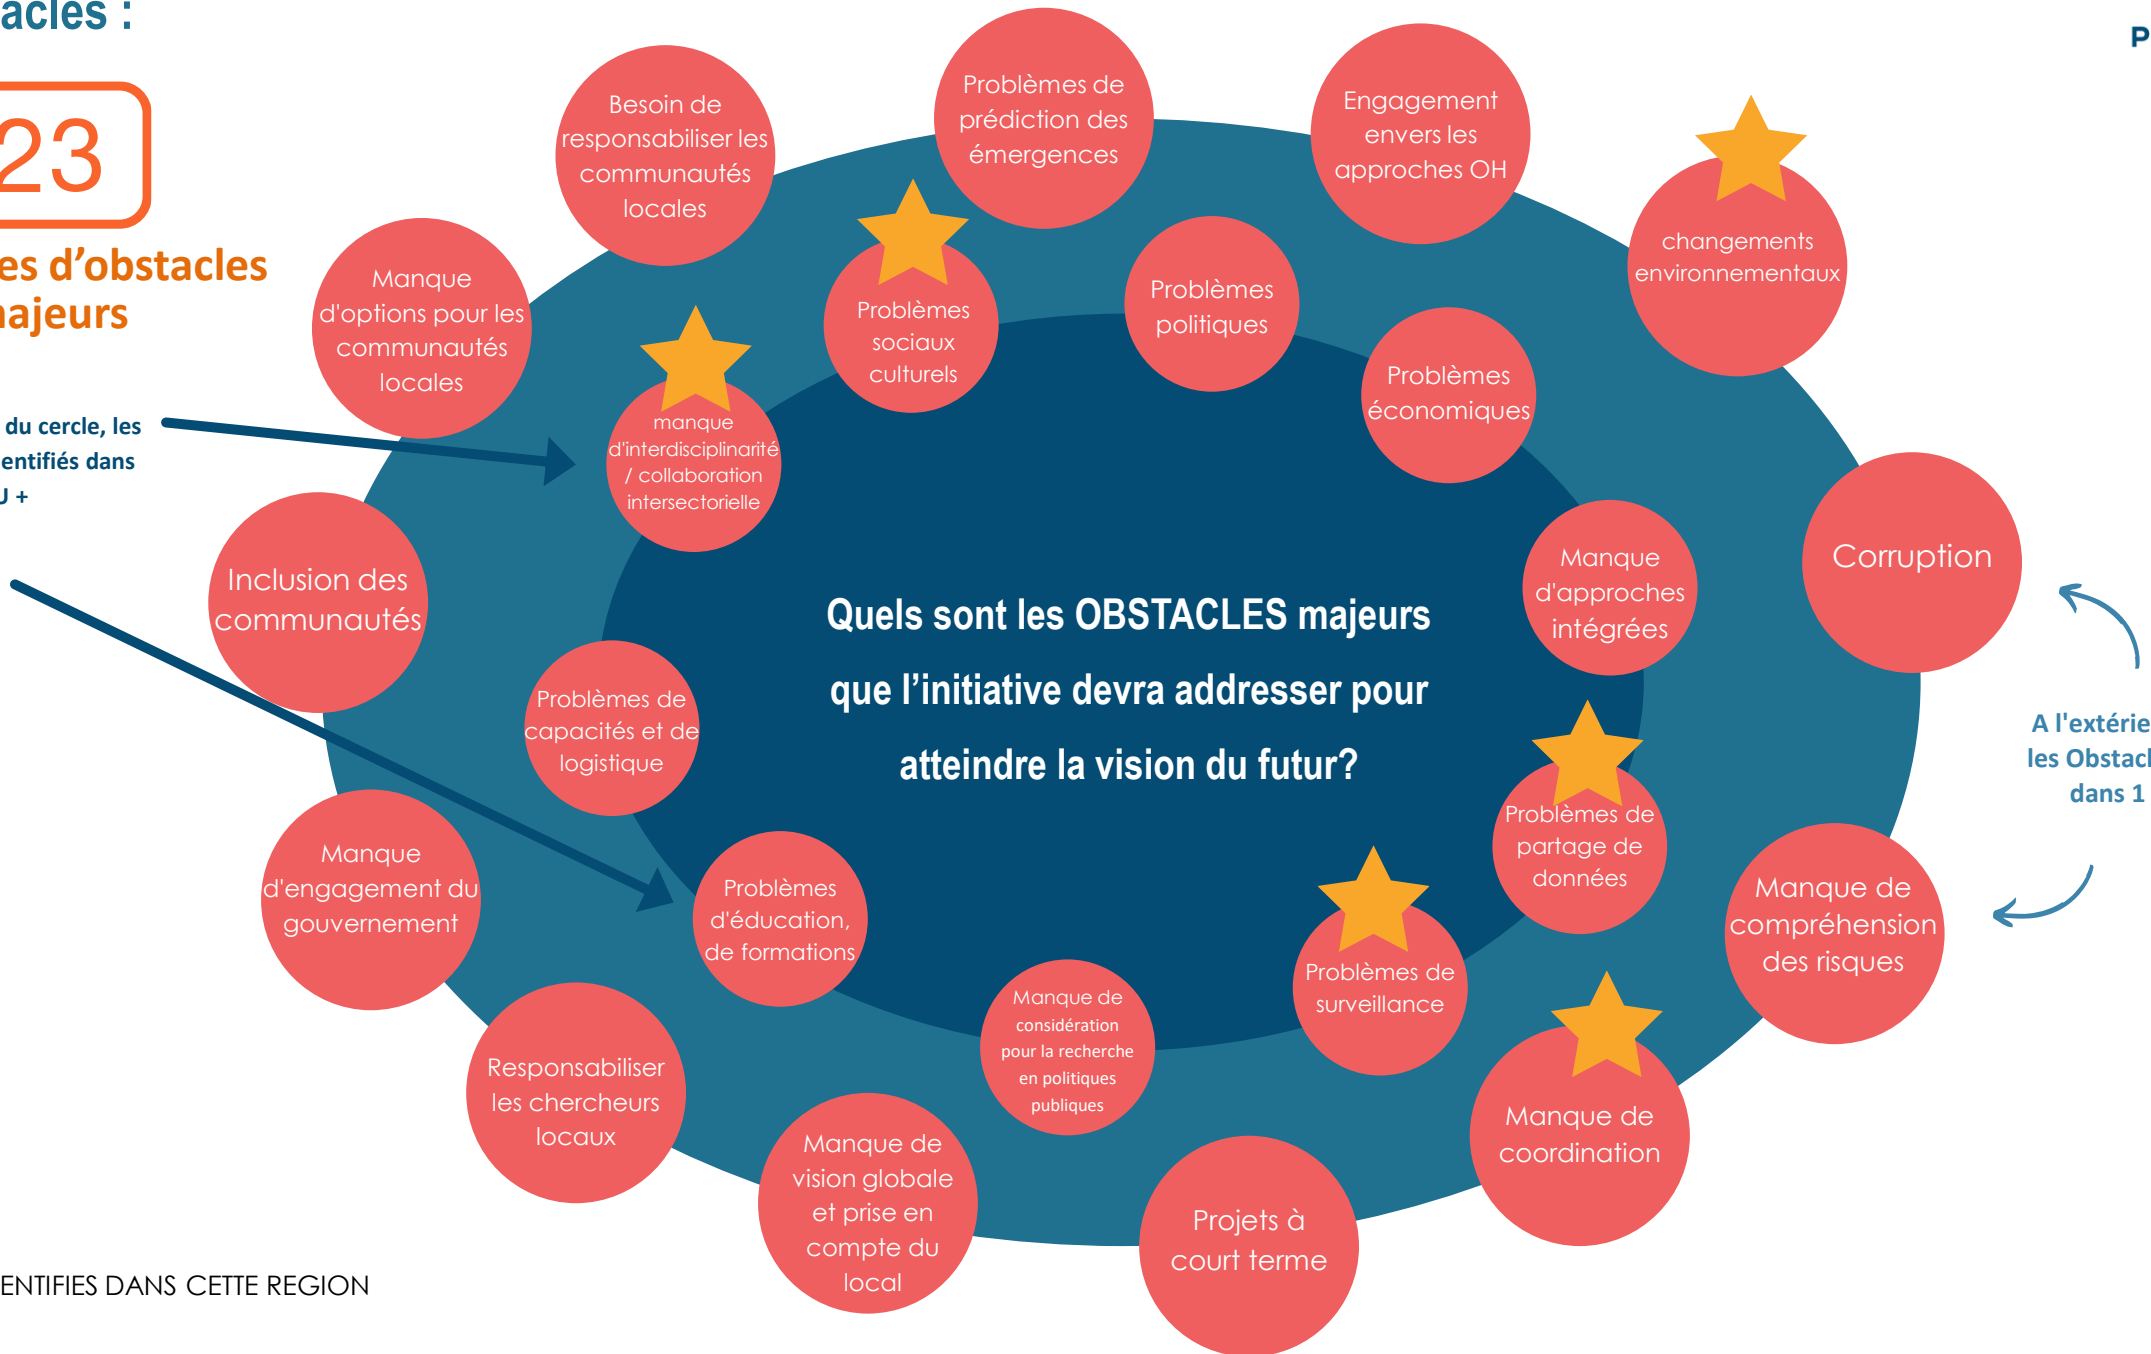 acles :
P
23
es d'obstacles
najeurs
du cercle, les
entifiés dans
U +
Besoin de
responsabiliser les
communautés
locales
Problèmes de
prédiction des
émergences
Engagement
envers les
approches OH
changements
environnementaux
Manque
d'options pour les
communautés
locales
Problèmes
sociaux
culturels
Problèmes
politiques
Problèmes
économiques
manque
d'interdisciplinarité
/ collaboration
intersectorielle
Inclusion des
communautés
Manque
d'approches
intégrées
Corruption
Quels sont les OBSTACLES majeurs
que l'initiative devra addresser pour
atteindre la vision du futur?
Problèmes de
capacités et de
logistique
A l'extérie
les Obstacl
dans 1
Problèmes de
partage de
données
Manque
d'engagement du
gouvernement
Problèmes
d'éducation,
de formations
Manque de
compréhension
des risques
Problèmes de
surveillance
Manque de
considération
pour la recherche
en politiques
publiques
Responsabiliser
les chercheurs
locaux
Manque de
coordination
Manque de
vision globale
et prise en
compte du
local
Projets à
court terme
ENTIFIES DANS CETTE REGION